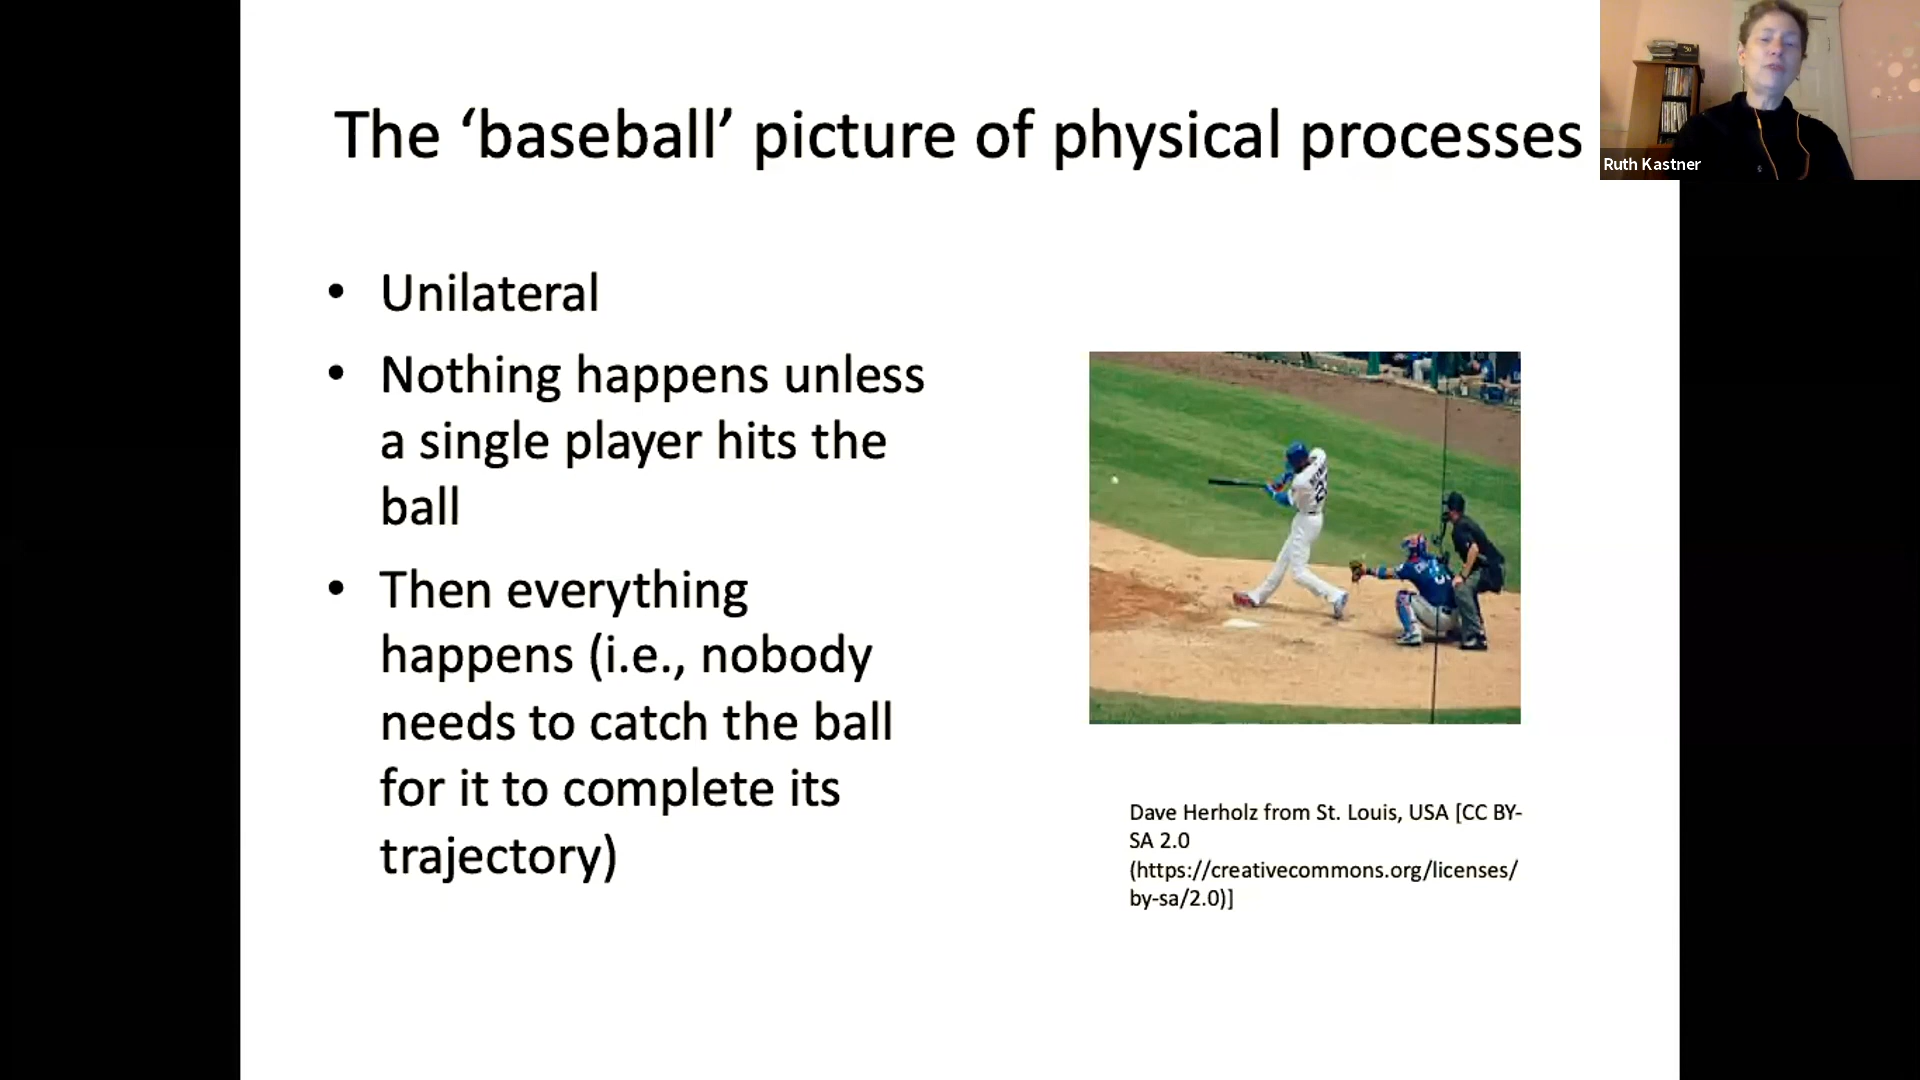 The ‘baseball’ picture of physical processes
Ruth Kastner
• Unilateral
• Nothing happens unless
a single player hits the
ball
• Then everything
happens (i.e., nobody
needs to catch the ball
for it to complete its
trajectory)
Dave Herholz from St. Louis, USA [CC BY-
SA 2.0
(https://creativecommons.org/licenses/
by-sa/2.0)]